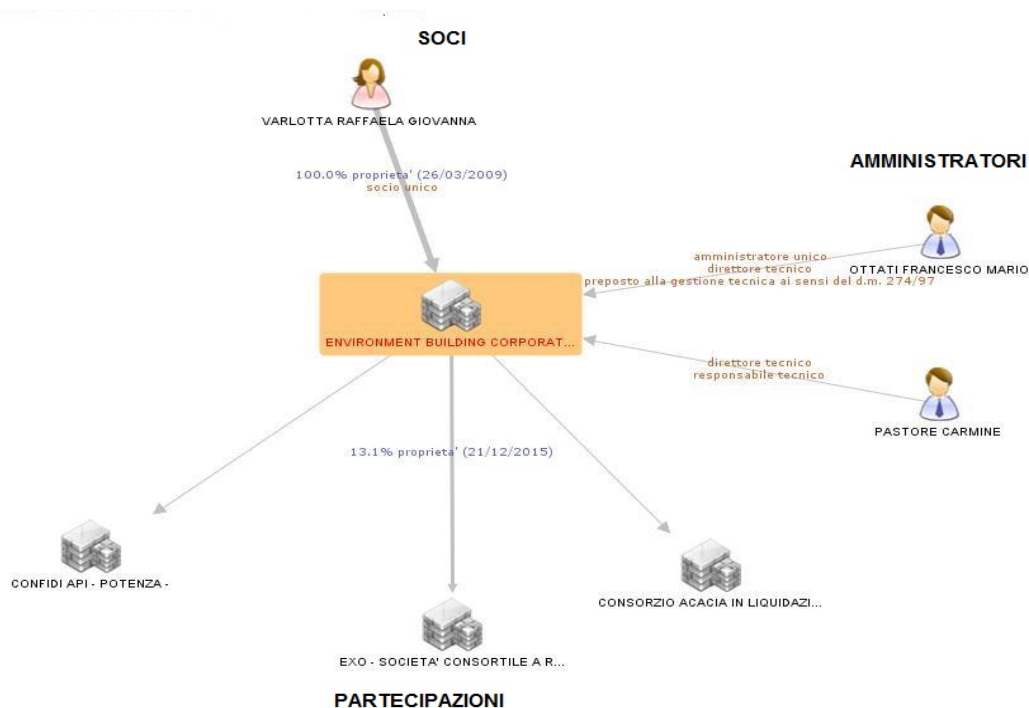 SOCI
VARLOTTA RAFFAELA GIOVANNA
100.0% proprieta' (26/03/2009)
socio unico
AMMINISTRATORI
OTTATI FRANCESCO MARIO
amministratore unico
direttore tecnico
preposto alla gestione tecnica ai sensi del d.m. 274/97
ENVIRONMENT BUILDING CORPORAT...
direttore tecnico
responsabile tecnico
PASTORE CARMINE
13.1% proprieta' (21/12/2015)
CONFIDI API - POTENZA -
CONSORZIO ACACIA IN LIQUIDAZI...
EXO - SOCIETA' CONSORTILE A R...
PARTECIPAZIONI